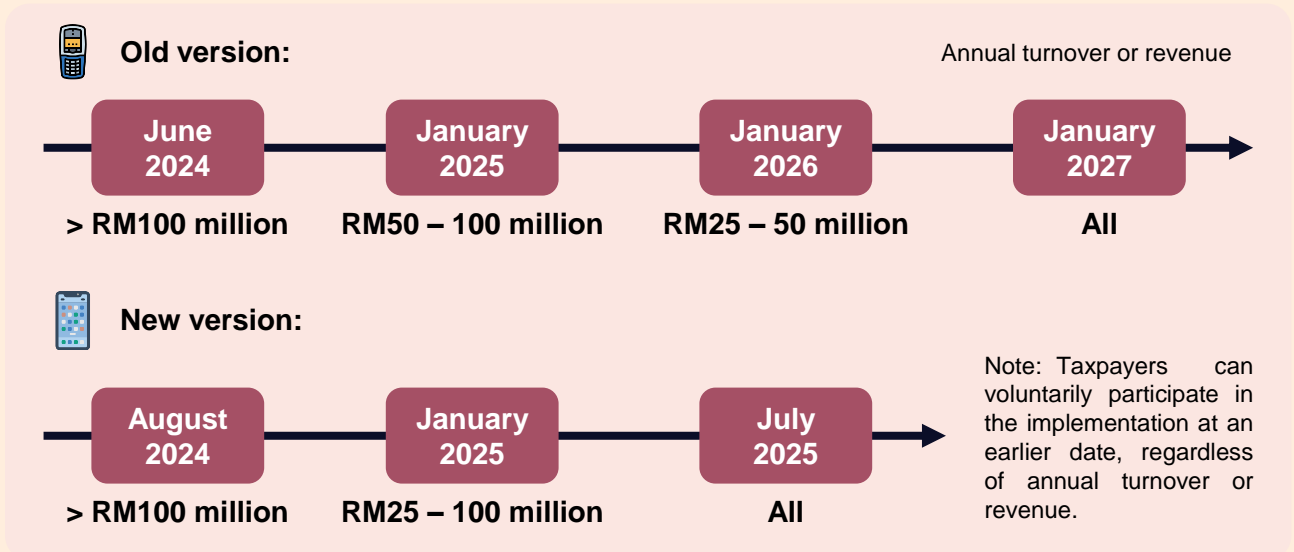 Old version:
Annual turnover or revenue
June
2024
January
2025
January
2026
January
2027
> RM100 million
RM50 – 100 million
RM25 – 50 million
All
New version:
August
2024
January
2025
July
2025
> RM100 million
RM25 – 100 million
All
Note: Taxpayers can
voluntarily participate in
the implementation at an
earlier date, regardless
of annual turnover or
revenue.